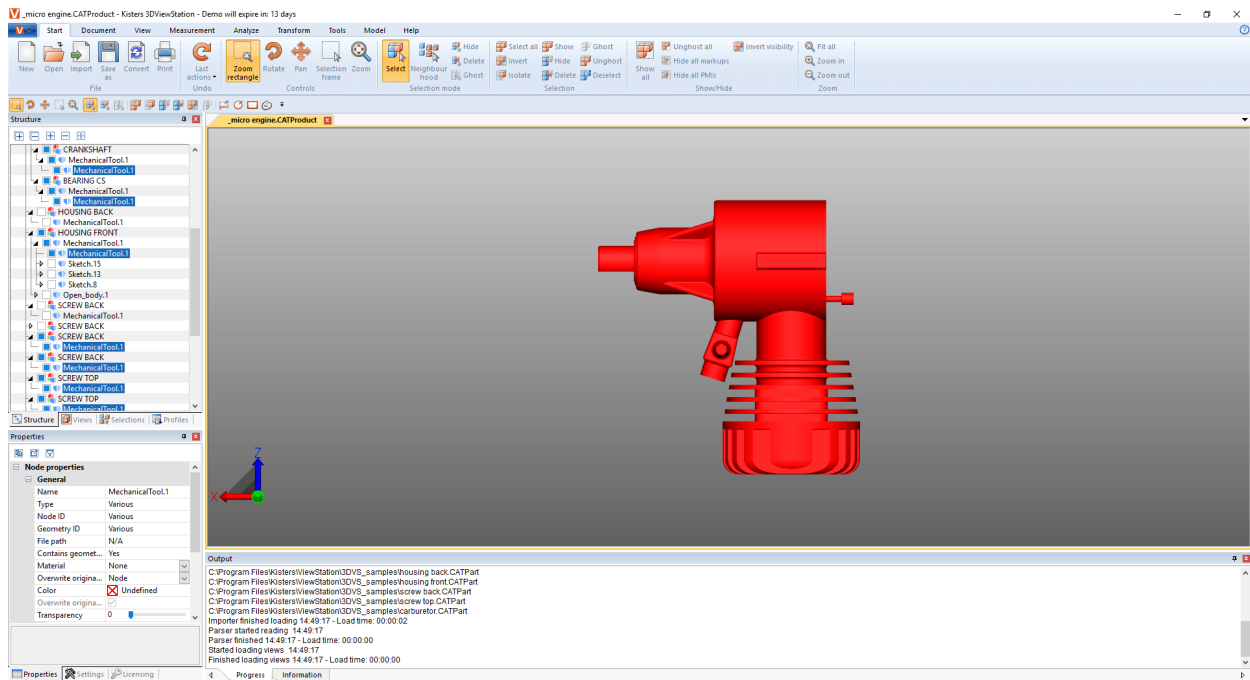 _micro engine.CATProduct - Kisters 3DViewStation - Demo will expire in: 13 days
Start Document View Measurement Analyze Transform Tools Model Help
New Open Import Save as Convert Print
File
Last actions
Undo
Zoom rectangle Rotate Pan Selection frame Zoom
Controls
Select Neighbour hood Hide Delete Ghost
Selection mode
Select all Show Ghost
Invert Hide Unghost
Isolate Delete Deselect
Selection
Show all
Unghost all Invert visibility
Hide all markups
Hide all PMIs
Show/Hide
Fit all
Zoom in
Zoom out
Zoom
Structure
_micro engine.CATProduct
CRANKSHAFT
MechanicalTool.1
MechanicalTool.1
BEARING CS
MechanicalTool.1
MechanicalTool.1
HOUSING BACK
MechanicalTool.1
HOUSING FRONT
MechanicalTool.1
MechanicalTool.1
Sketch.15
Sketch.13
Sketch.8
Open_body.1
SCREW BACK
MechanicalTool.1
SCREW BACK
SCREW BACK
MechanicalTool.1
SCREW BACK
MechanicalTool.1
SCREW TOP
MechanicalTool.1
SCREW TOP
MechanicalTool.1
Structure Views Selections Profiles
Properties
Node properties
General
Name MechanicalTool.1
Type Various
Node ID Various
Geometry ID Various
File path N/A
Contains geomet... Yes
Material None
Overwrite origina... Node
Color Undefined
Overwrite origina...
Transparency 0
Properties Settings Licensing
Z
X
Output
C:\Program Files\Kisters\ViewStation\3DVS_samples\housing back.CATPart
C:\Program Files\Kisters\ViewStation\3DVS_samples\housing front.CATPart
C:\Program Files\Kisters\ViewStation\3DVS_samples\screw back.CATPart
C:\Program Files\Kisters\ViewStation\3DVS_samples\screw top.CATPart
C:\Program Files\Kisters\ViewStation\3DVS_samples\carburetor.CATPart
Importer finished loading 14:49:17 - Load time: 00:00:02
Parser started reading 14:49:17
Parser finished 14:49:17 - Load time: 00:00:00
Started loading views 14:49:17
Finished loading views 14:49:17 - Load time: 00:00:00
Progress Information